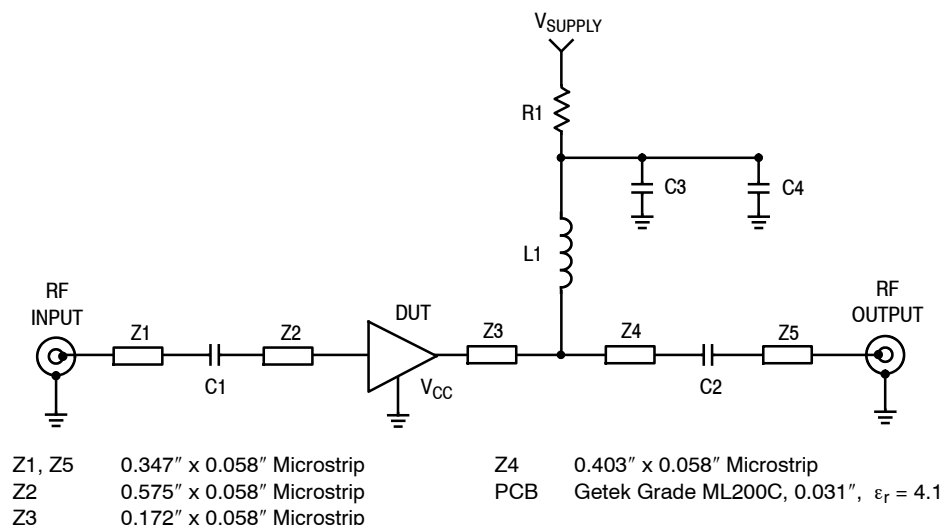 VSUPPLY
R1
C3
C4
L1
RF
INPUT
RF
OUTPUT
DUT
Z1
Z2
Z3
Z4
Z5
C1
VCC
C2
Z1, Z5 0.347″ x 0.058″ Microstrip
Z2 0.575″ x 0.058″ Microstrip
Z3 0.172″ x 0.058″ Microstrip
Z4 0.403″ x 0.058″ Microstrip
PCB Getek Grade ML200C, 0.031″, εr = 4.1